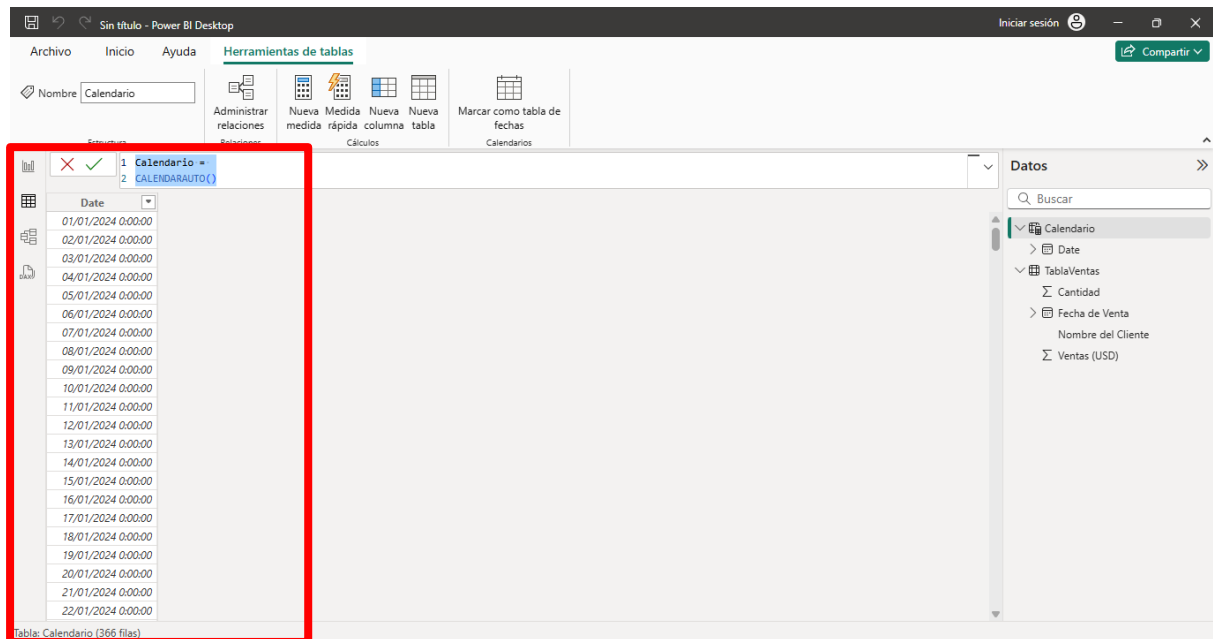 Sin título - Power BI Desktop
Iniciar sesión
Archivo Inicio Ayuda Herramientas de tablas
Compartir
Nombre Calendario
Administrar relaciones
Nueva medida
Medida rápida
Nueva columna
Nueva tabla
Marcar como tabla de fechas
Estructura Relaciones Cálculos Calendarios
1 Calendario =
2 CALENDARAUTO()
Date
01/01/2024 0:00:00
02/01/2024 0:00:00
03/01/2024 0:00:00
04/01/2024 0:00:00
05/01/2024 0:00:00
06/01/2024 0:00:00
07/01/2024 0:00:00
08/01/2024 0:00:00
09/01/2024 0:00:00
10/01/2024 0:00:00
11/01/2024 0:00:00
12/01/2024 0:00:00
13/01/2024 0:00:00
14/01/2024 0:00:00
15/01/2024 0:00:00
16/01/2024 0:00:00
17/01/2024 0:00:00
18/01/2024 0:00:00
19/01/2024 0:00:00
20/01/2024 0:00:00
21/01/2024 0:00:00
22/01/2024 0:00:00
Datos
Buscar
Calendario
Date
TablaVentas
Cantidad
Fecha de Venta
Nombre del Cliente
Ventas (USD)
Tabla: Calendario (366 filas)